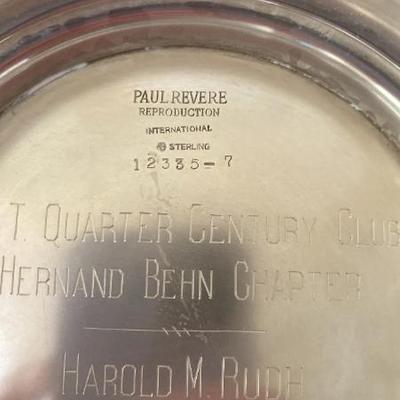 PAUL REVERE
REPRODUCTION
INTERNATIONAL
STERLING
12335-7
T. QUARTER CENTURY CLUB
HERNAND BEHN CHAPTER
HAROLD M. RUDH